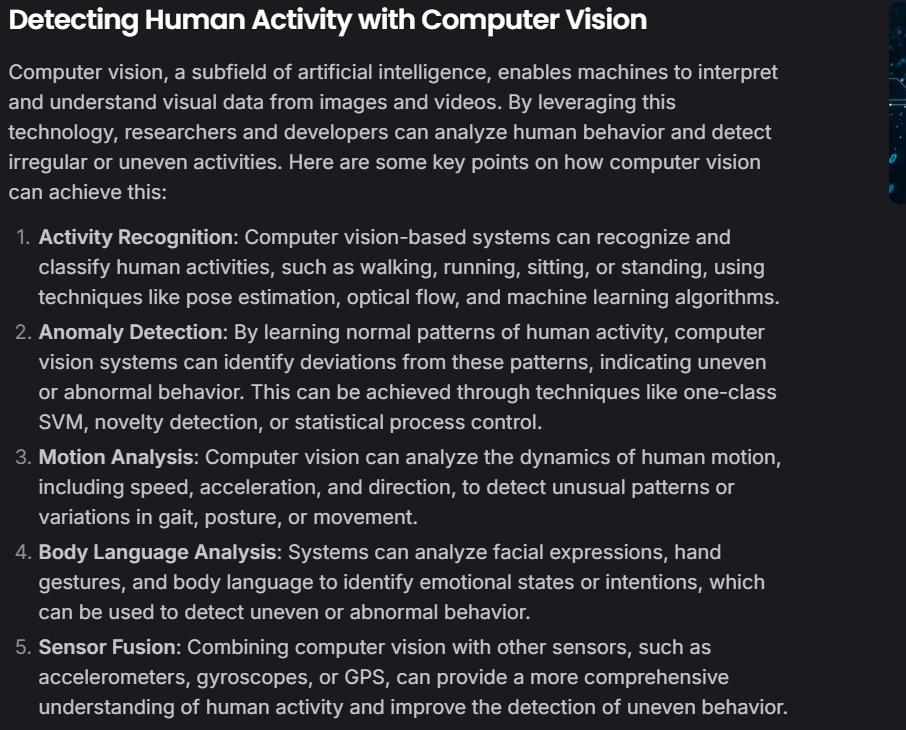 Detecting Human Activity with Computer Vision
Computer vision, a subfield of artificial intelligence, enables machines to interpret
and understand visual data from images and videos. By leveraging this
technology, researchers and developers can analyze human behavior and detect
irregular or uneven activities. Here are some key points on how computer vision
can achieve this:
1. Activity Recognition: Computer vision-based systems can recognize and
classify human activities, such as walking, running, sitting, or standing, using
techniques like pose estimation, optical flow, and machine learning algorithms.
2. Anomaly Detection: By learning normal patterns of human activity, computer
vision systems can identify deviations from these patterns, indicating uneven
or abnormal behavior. This can be achieved through techniques like one-class
SVM, novelty detection, or statistical process control.
3. Motion Analysis: Computer vision can analyze the dynamics of human motion,
including speed, acceleration, and direction, to detect unusual patterns or
variations in gait, posture, or movement.
4. Body Language Analysis: Systems can analyze facial expressions, hand
gestures, and body language to identify emotional states or intentions, which
can be used to detect uneven or abnormal behavior.
5. Sensor Fusion: Combining computer vision with other sensors, such as
accelerometers, gyroscopes, or GPS, can provide a more comprehensive
understanding of human activity and improve the detection of uneven behavior.